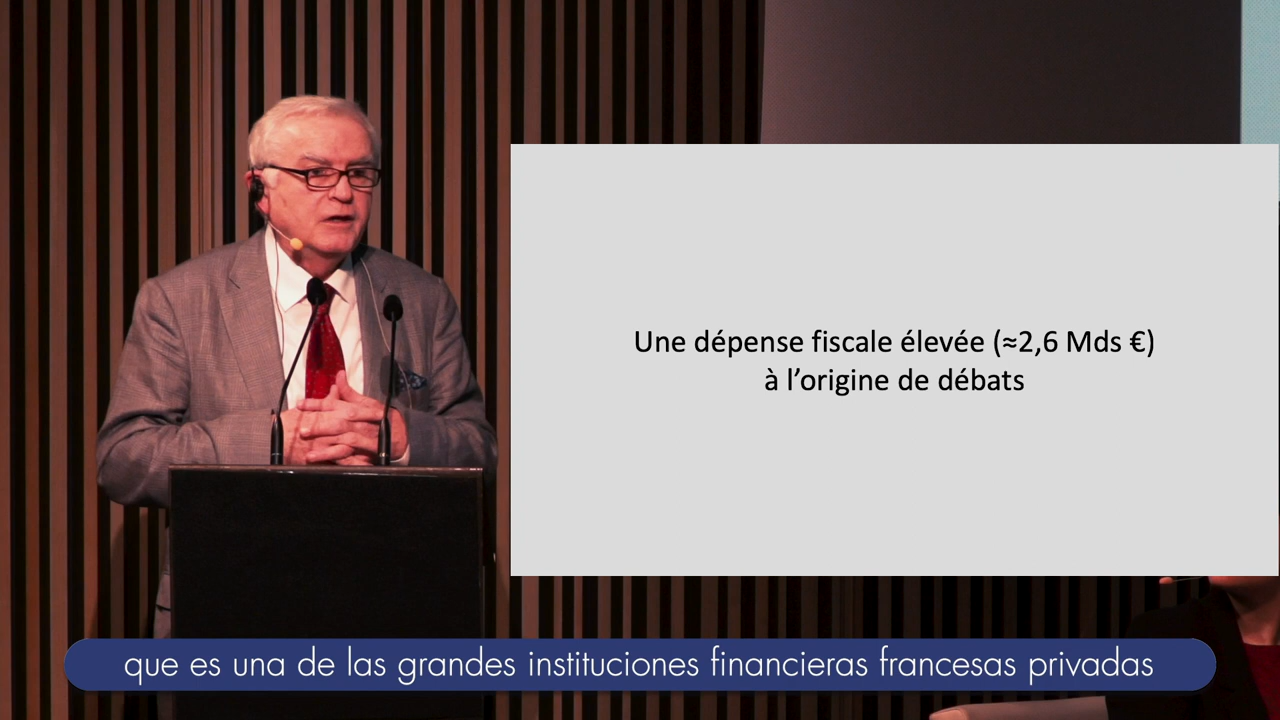 Une dépense fiscale élevée (≈2,6 Mds €)
à l’origine de débats
que es una de las grandes instituciones financieras francesas privadas